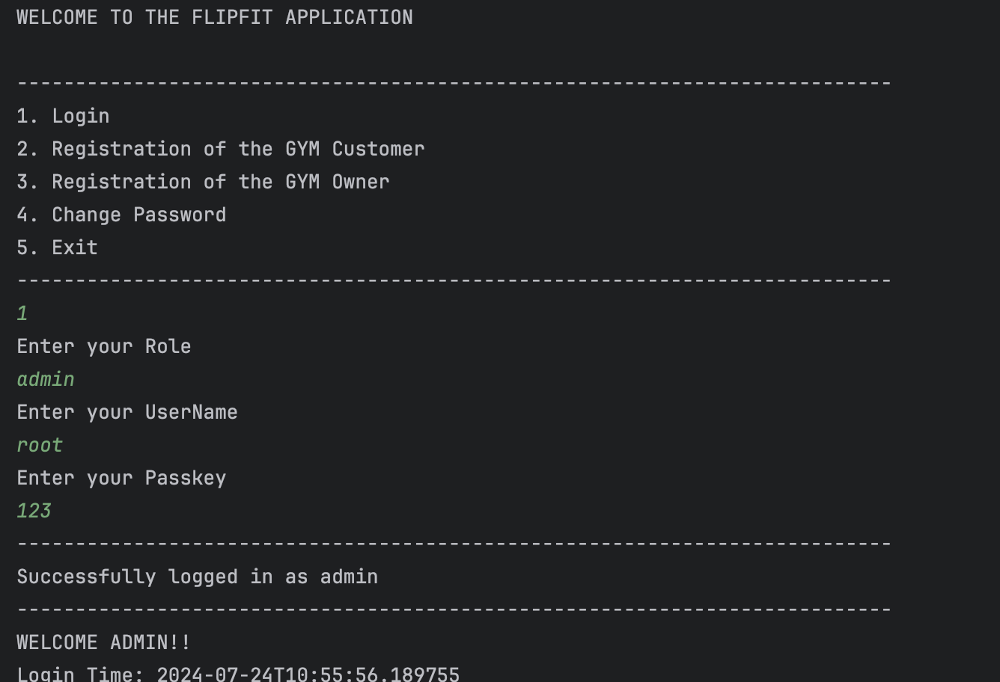 WELCOME TO THE FLIPFIT APPLICATION
---------------------------------------------------------------------------
1. Login
2. Registration of the GYM Customer
3. Registration of the GYM Owner
4. Change Password
5. Exit
---------------------------------------------------------------------------
1
Enter your Role
admin
Enter your UserName
root
Enter your Passkey
123
---------------------------------------------------------------------------
Successfully logged in as admin
---------------------------------------------------------------------------
WELCOME ADMIN!!
Login Time: 2024-07-24T10:55:56.189755